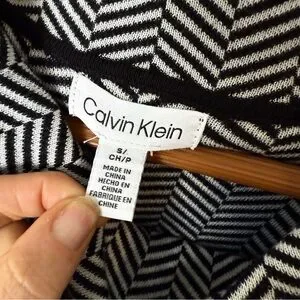 Calvin Klein
S/
CH/P
MADE IN
CHINA
HECHO EN
CHINA
FABRIQUÉ EN
CHINE